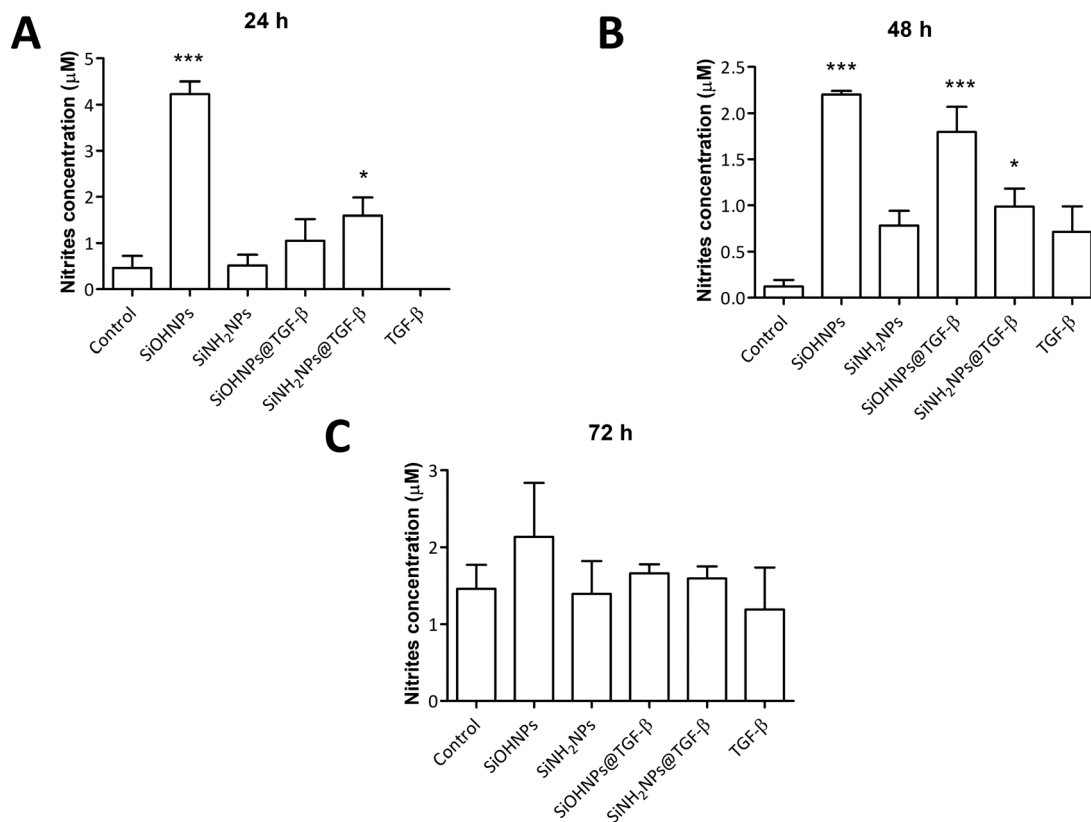 A
24 h
Nitrites concentration (μM)
5
4
3
2
1
0
***
*
Control
SiOHNPs
SiNH₂NPs
SiOHNPs@TGF-β
SiNH₂NPs@TGF-β
TGF-β
B
48 h
Nitrites concentration (μM)
2.5
2.0
1.5
1.0
0.5
0.0
***
***
*
Control
SiOHNPs
SiNH₂NPs
SiOHNPs@TGF-β
SiNH₂NPs@TGF-β
TGF-β
C
72 h
Nitrites concentration (μM)
3
2
1
0
Control
SiOHNPs
SiNH₂NPs
SiOHNPs@TGF-β
SiNH₂NPs@TGF-β
TGF-β